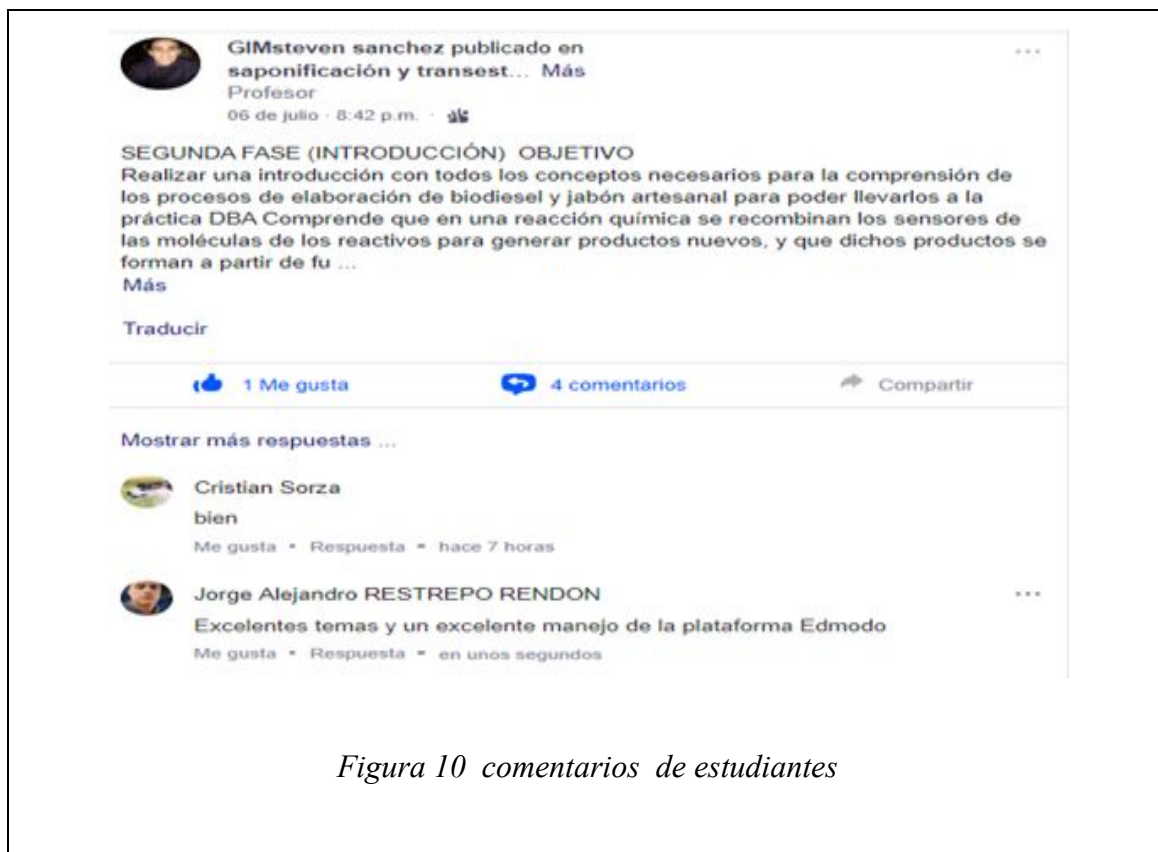 GIMsteven sanchez publicado en
saponificación y transest... Más
Profesor
06 de julio · 8:42 p.m. ·
SEGUNDA FASE (INTRODUCCIÓN) OBJETIVO
Realizar una introducción con todos los conceptos necesarios para la comprensión de
los procesos de elaboración de biodiesel y jabón artesanal para poder llevarlos a la
práctica DBA Comprende que en una reacción química se recombinan los sensores de
las moléculas de los reactivos para generar productos nuevos, y que dichos productos se
forman a partir de fu ...
Más
Traducir
1 Me gusta 4 comentarios Compartir
Mostrar más respuestas ...
Cristian Sorza
bien
Me gusta • Respuesta • hace 7 horas
Jorge Alejandro RESTREPO RENDON
Excelentes temas y un excelente manejo de la plataforma Edmodo
Me gusta • Respuesta • en unos segundos
Figura 10 comentarios de estudiantes